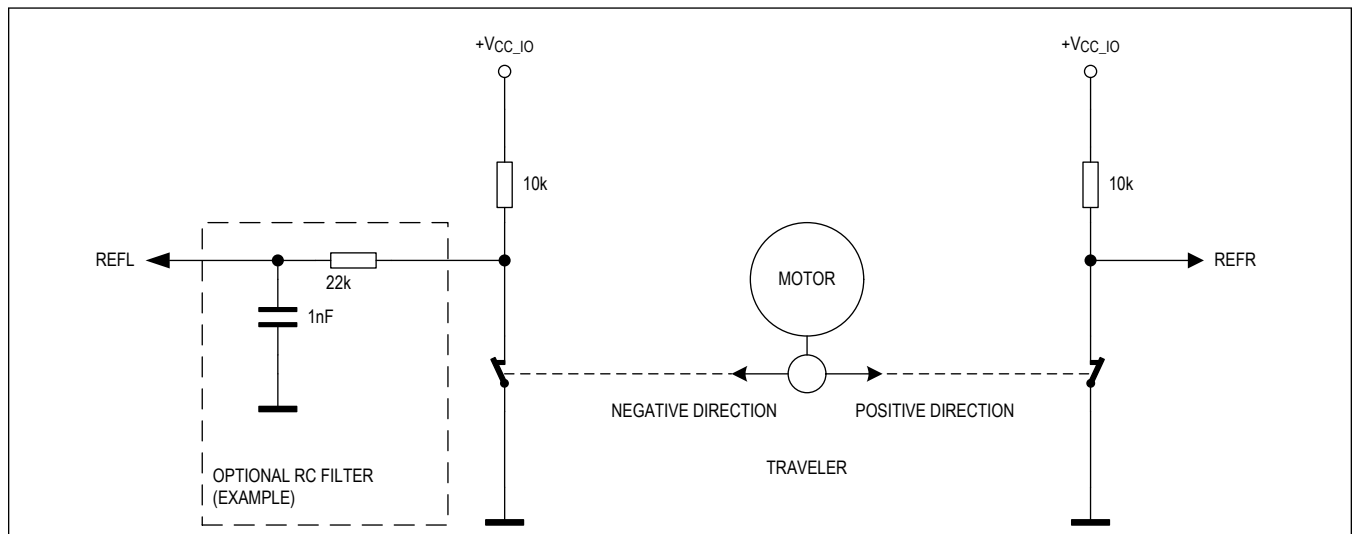 +VCC_IO
+VCC_IO
10k
10k
REFL
22k
1nF
MOTOR
REFR
NEGATIVE DIRECTION
POSITIVE DIRECTION
TRAVELER
OPTIONAL RC FILTER
(EXAMPLE)